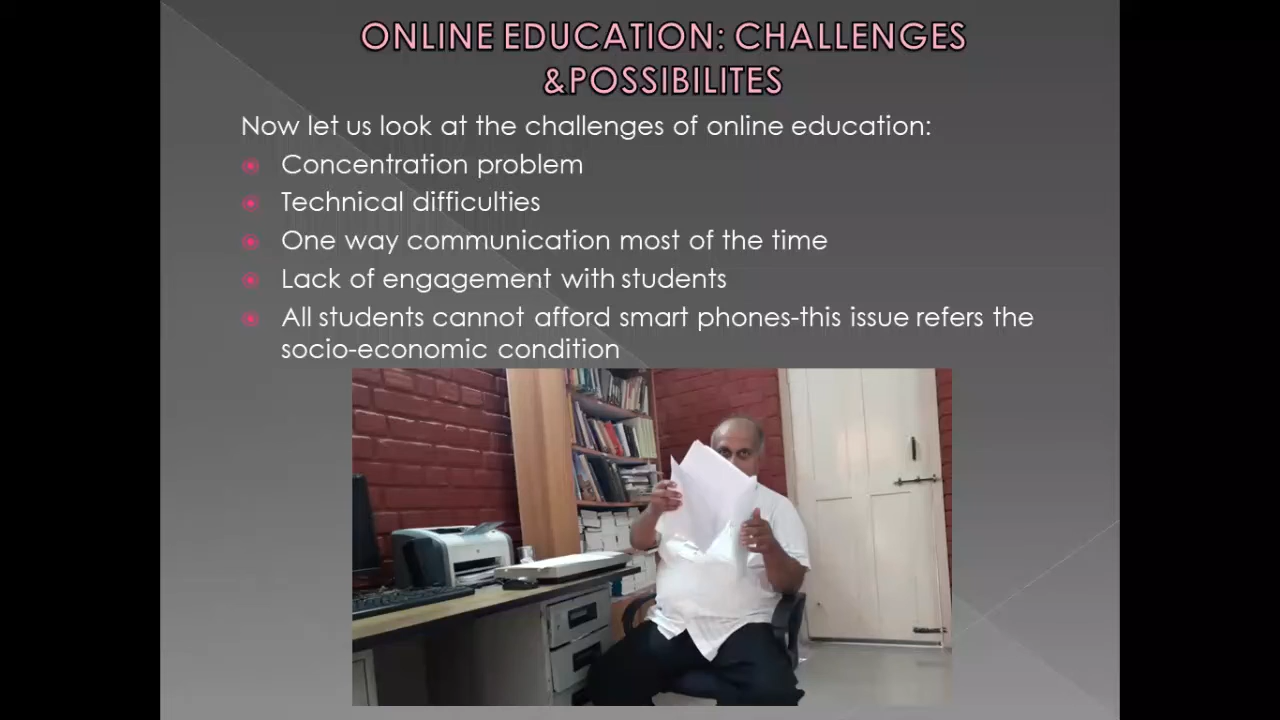 ONLINE EDUCATION: CHALLENGES
&POSSIBILITES
Now let us look at the challenges of online education:
Concentration problem
Technical difficulties
One way communication most of the time
Lack of engagement with students
All students cannot afford smart phones-this issue refers the
socio-economic condition